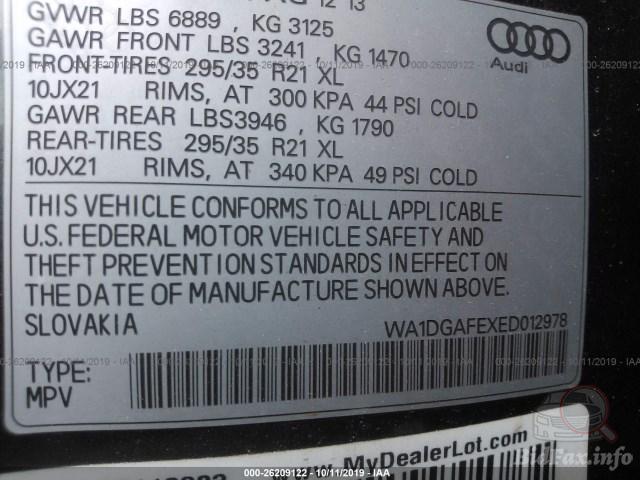 12 13
GVWR LBS 6889 , KG 3125
GAWR FRONT LBS 3241 , KG 1470
FRONT-TIRES 295/35 R21 XL
10JX21 RIMS, AT 300 KPA 44 PSI COLD
GAWR REAR LBS3946 , KG 1790
REAR-TIRES 295/35 R21 XL
10JX21 RIMS, AT 340 KPA 49 PSI COLD
Audi
THIS VEHICLE CONFORMS TO ALL APPLICABLE
U.S. FEDERAL MOTOR VEHICLE SAFETY AND
THEFT PREVENTION STANDARDS IN EFFECT ON
THE DATE OF MANUFACTURE SHOWN ABOVE.
SLOVAKIA WA1DGAFEXED012978
TYPE:
MPV
MyDealerLot.com
000-26209122 - 10/11/2019 - IAA
BidFax.info